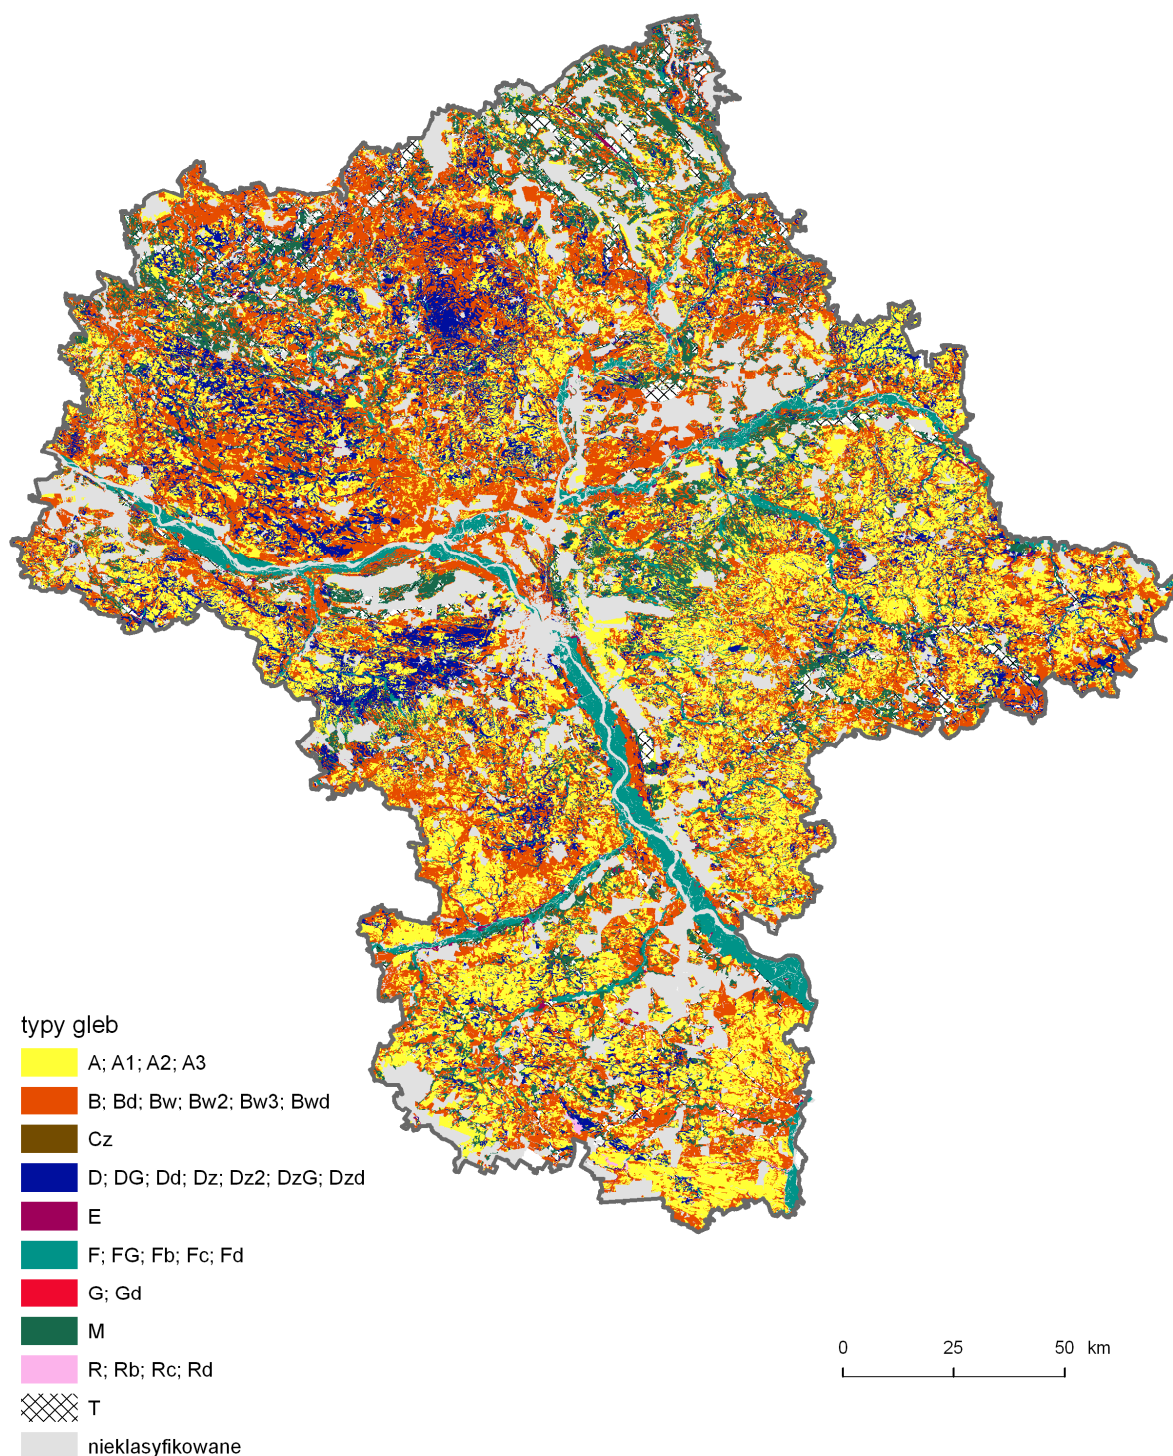 typy gleb
A; A1; A2; A3
B; Bd; Bw; Bw2; Bw3; Bwd
Cz
D; DG; Dd; Dz; Dz2; DzG; Dzd
E
F; FG; Fb; Fc; Fd
G; Gd
M
R; Rb; Rc; Rd
T
nieklasyfikowane
0 25 50 km